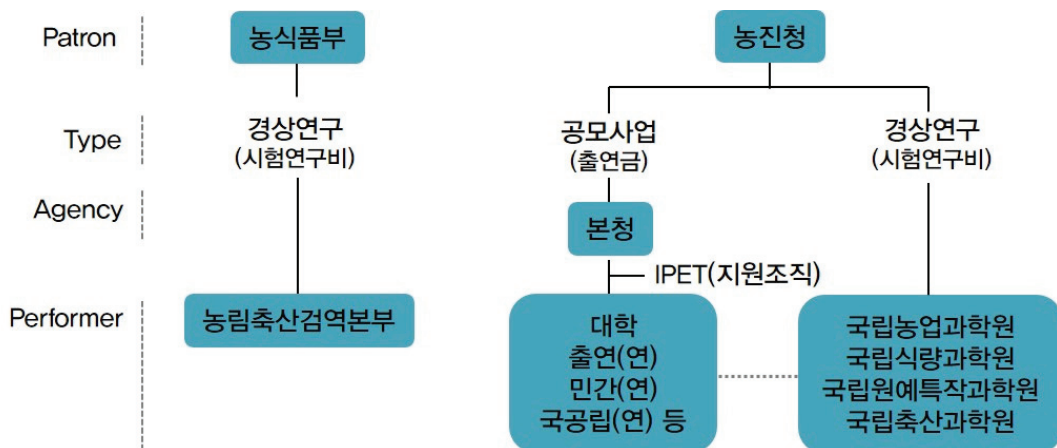 Patron
농식품부
농진청
Type
경상연구
(시험연구비)
공모사업
(출연금)
경상연구
(시험연구비)
Agency
본청
IPET(지원조직)
Performer
농림축산검역본부
대학
출연(연)
민간(연)
국공립(연) 등
국립농업과학원
국립식량과학원
국립원예특작과학원
국립축산과학원